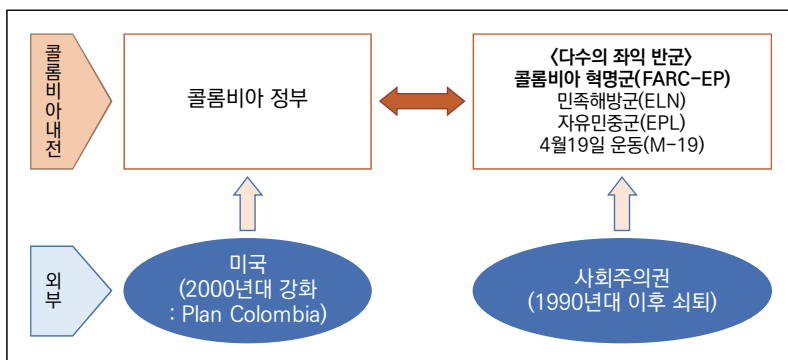 콜롬비아내전
콜롬비아 정부
〈다수의 좌익 반군〉
콜롬비아 혁명군(FARC-EP)
민족해방군(ELN)
자유민중군(EPL)
4월19일 운동(M-19)
외부
미국
(2000년대 강화
: Plan Colombia)
사회주의권
(1990년대 이후 쇠퇴)